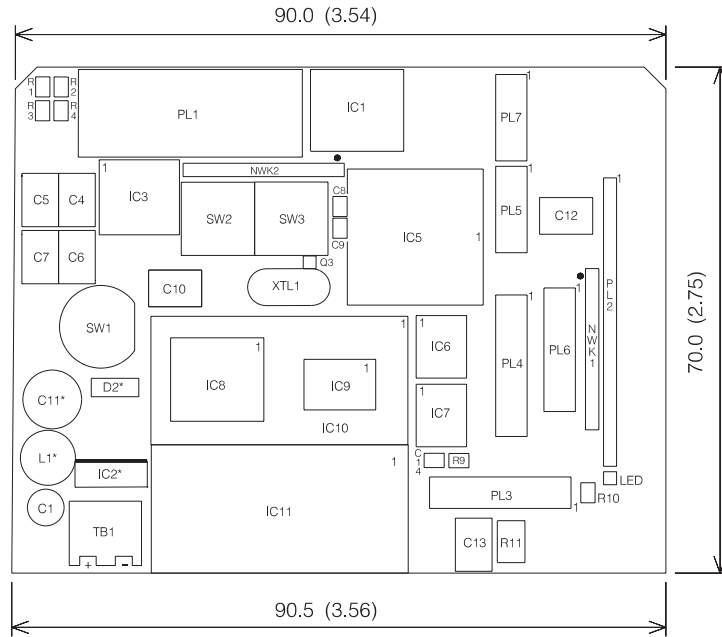 90.0 (3.54)
R1
R2
R3
R4
PL1
IC1
1
PL7
1
IC3
NWK2
1
PL5
1
C5
C4
SW2
SW3
C8
C9
IC5
1
C12
C7
C6
Q3
C10
XTL1
PL2
SW1
1
1
PL4
1
PL6
NWK1
IC6
1
IC8
1
IC9
D2*
IC7
C11*
IC10
L1*
IC2*
1
C14
R9
LED
PL3
1
R10
C1
TB1
+
-
IC11
C13
R11
70.0 (2.75)
90.5 (3.56)